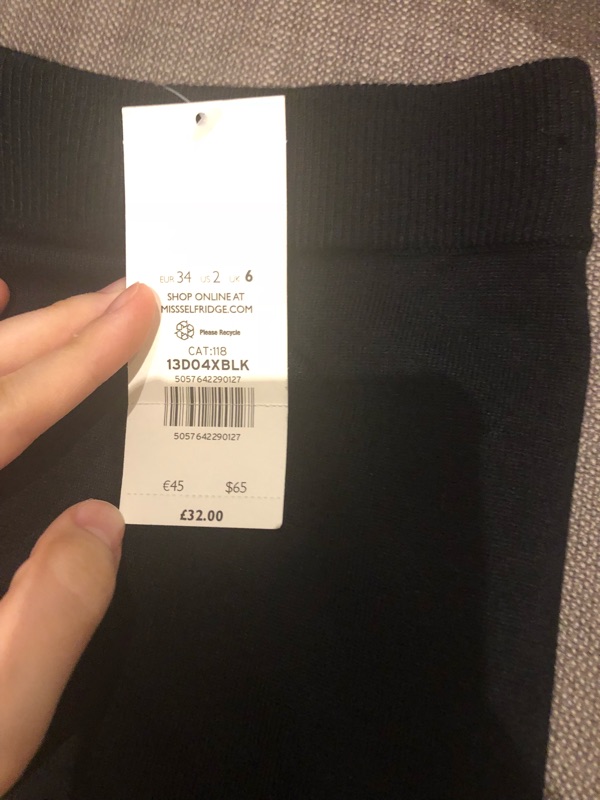 EUR 34 US 2 UK 6
SHOP ONLINE AT
MISSSELFRIDGE.COM
Please Recycle
CAT:118
13D04XBLK
5057642290127
5057642290127
€45 $65
£32.00